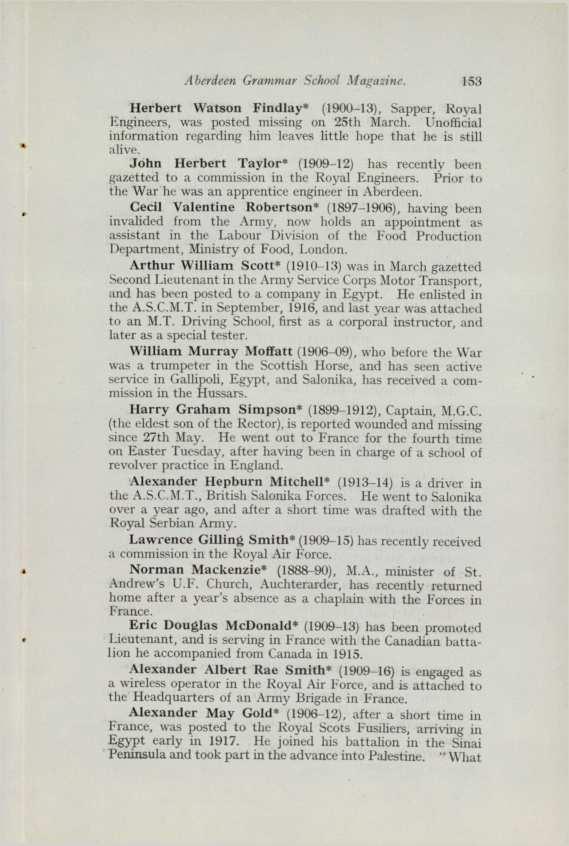 Aberdeen Grammar School Magazine. 153
Herbert Watson Findlay* (1900–13), Sapper, Royal
Engineers, was posted missing on 25th March. Unofficial
information regarding him leaves little hope that he is still
alive.
John Herbert Taylor* (1909–12) has recently been
gazetted to a commission in the Royal Engineers. Prior to
the War he was an apprentice engineer in Aberdeen.
Cecil Valentine Robertson* (1897–1906), having been
invalided from the Army, now holds an appointment as
assistant in the Labour Division of the Food Production
Department, Ministry of Food, London.
Arthur William Scott* (1910–13) was in March gazetted
Second Lieutenant in the Army Service Corps Motor Transport,
and has been posted to a company in Egypt. He enlisted in
the A.S.C.M.T. in September, 1916, and last year was attached
to an M.T. Driving School, first as a corporal instructor, and
later as a special tester.
William Murray Moffatt (1906–09), who before the War
was a trumpeter in the Scottish Horse, and has seen active
service in Gallipoli, Egypt, and Salonika, has received a com-
mission in the Hussars.
Harry Graham Simpson* (1899–1912), Captain, M.G.C.
(the eldest son of the Rector), is reported wounded and missing
since 27th May. He went out to France for the fourth time
on Easter Tuesday, after having been in charge of a school of
revolver practice in England.
Alexander Hepburn Mitchell* (1913–14) is a driver in
the A.S.C.M.T., British Salonika Forces. He went to Salonika
over a year ago, and after a short time was drafted with the
Royal Serbian Army.
Lawrence Gilling Smith* (1909–15) has recently received
a commission in the Royal Air Force.
Norman Mackenzie* (1888–90), M.A., minister of St.
Andrew's U.F. Church, Auchterarder, has recently returned
home after a year's absence as a chaplain with the Forces in
France.
Eric Douglas McDonald* (1909–13) has been promoted
Lieutenant, and is serving in France with the Canadian batta-
lion he accompanied from Canada in 1915.
Alexander Albert Rae Smith* (1909–16) is engaged as
a wireless operator in the Royal Air Force, and is attached to
the Headquarters of an Army Brigade in France.
Alexander May Gold* (1906–12), after a short time in
France, was posted to the Royal Scots Fusiliers, arriving in
Egypt early in 1917. He joined his battalion in the Sinai
Peninsula and took part in the advance into Palestine. "What